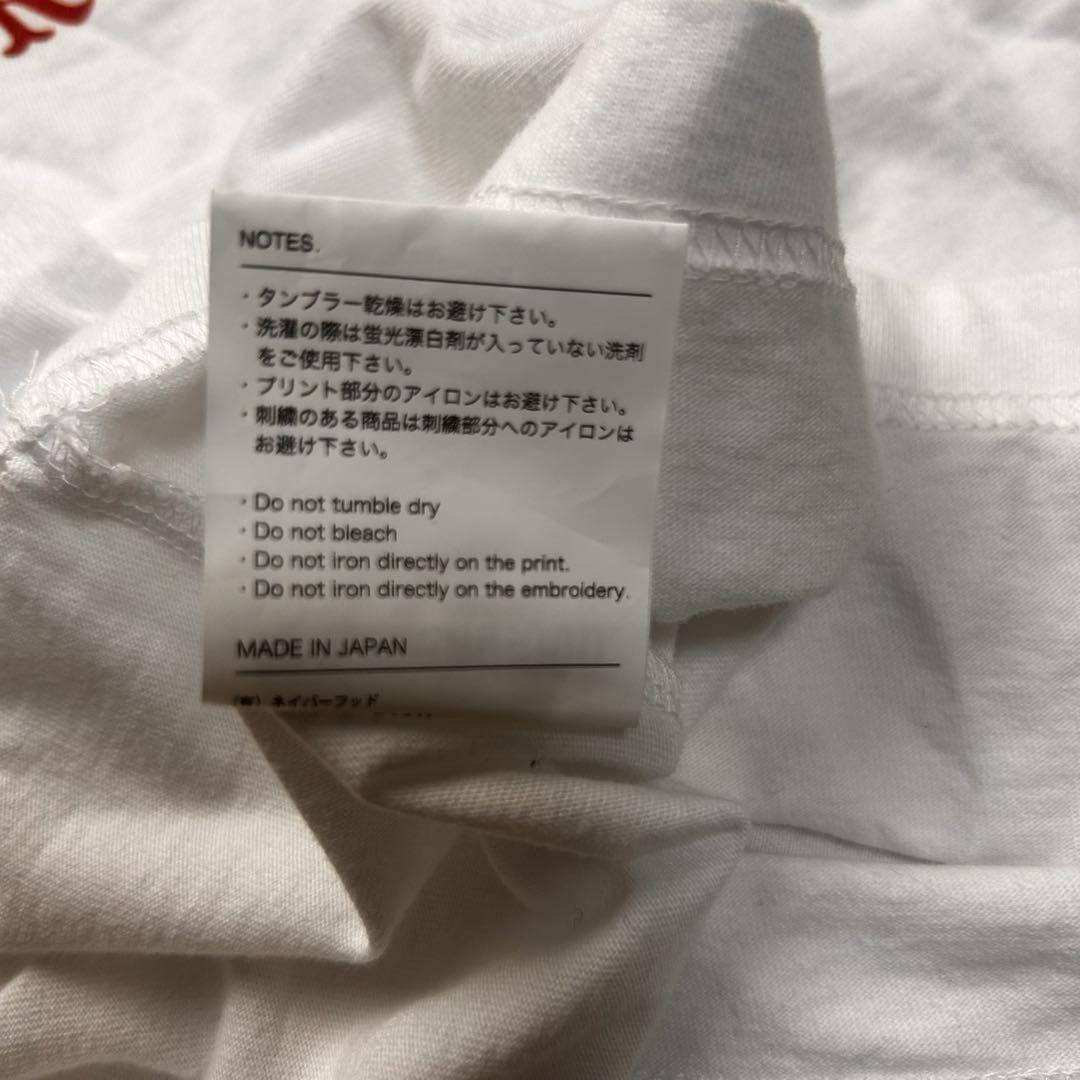 NOTES.
・タンブラー乾燥はお避け下さい。
・洗濯の際は蛍光漂白剤が入っていない洗剤
をご使用下さい。
・プリント部分のアイロンはお避け下さい。
・刺繍のある商品は刺繍部分へのアイロンは
お避け下さい。
・Do not tumble dry
・Do not bleach
・Do not iron directly on the print.
・Do not iron directly on the embroidery.
MADE IN JAPAN
(有) ネイバーフッド